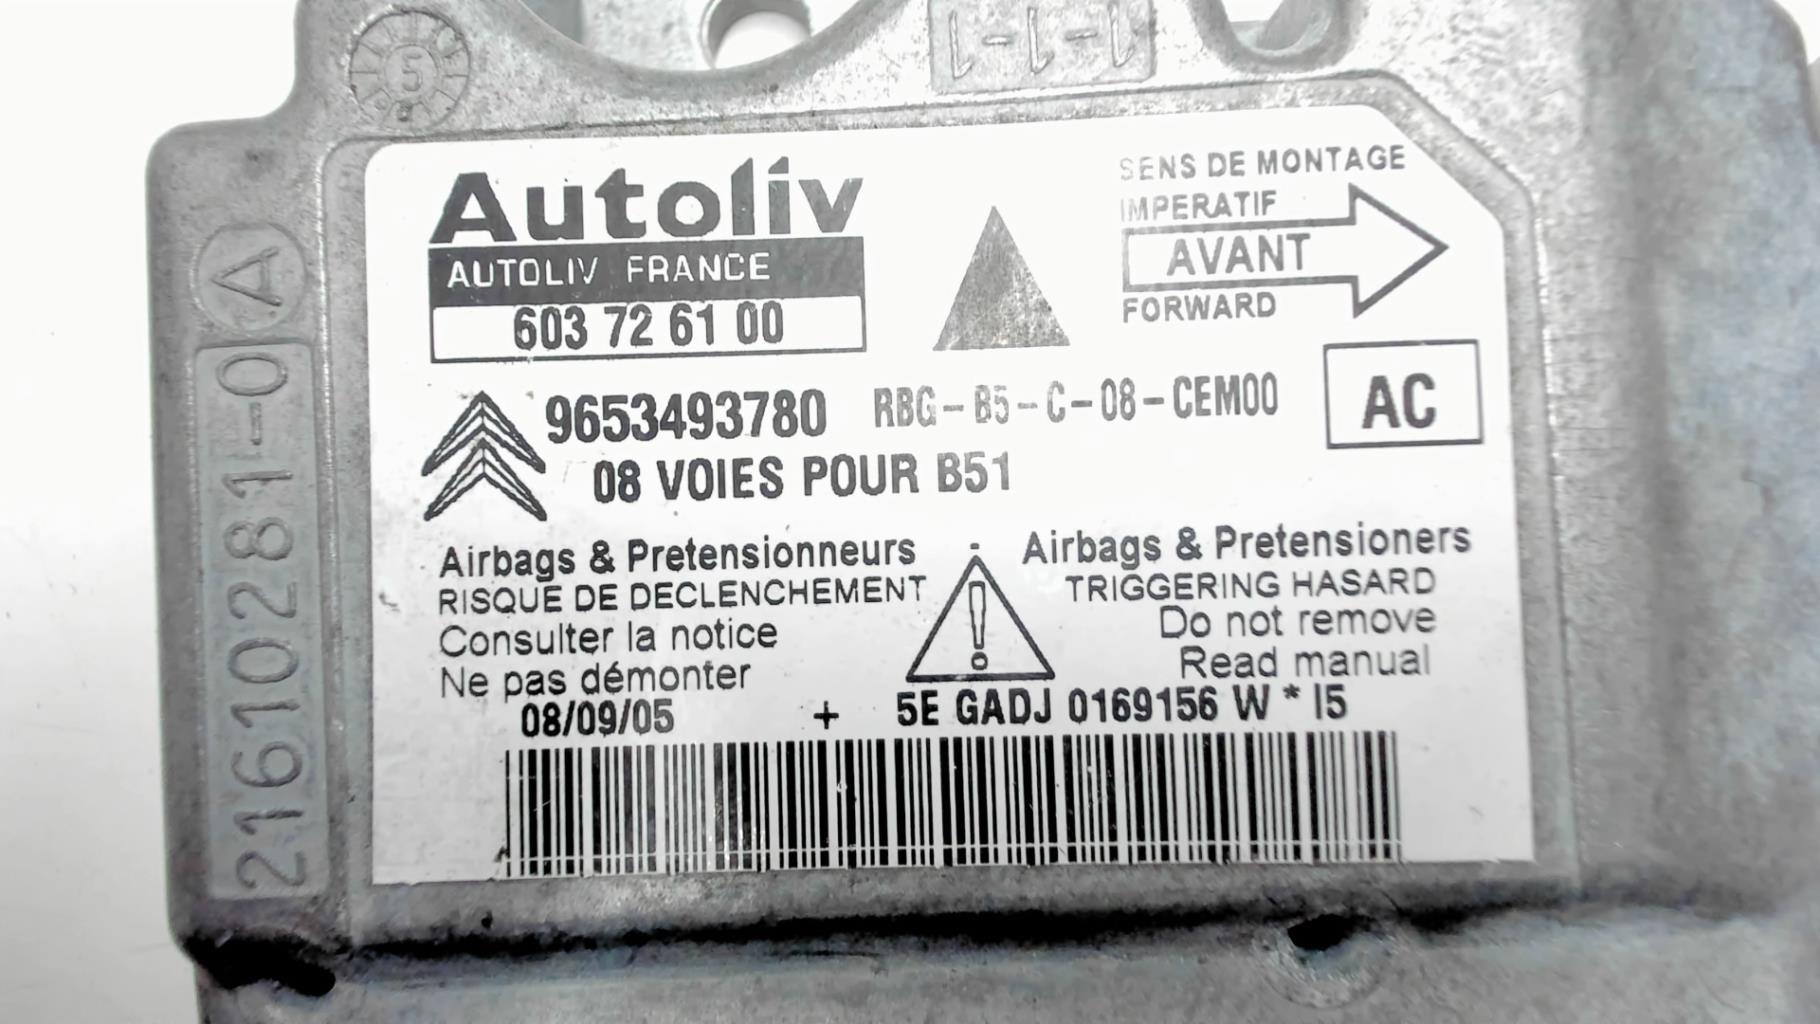 5
1-1-1
Autoliv
AUTOLIV FRANCE
603 72 61 00
SENS DE MONTAGE
IMPERATIF
AVANT
FORWARD
9653493780
RBG-B5-C-08-CEM00
AC
08 VOIES POUR B51
Airbags & Pretensionneurs
RISQUE DE DECLENCHEMENT
Consulter la notice
Ne pas démonter
Airbags & Pretensioners
TRIGGERING HASARD
Do not remove
Read manual
08/09/05 + 5E GADJ 0169156 W * I5
21610281-0 A